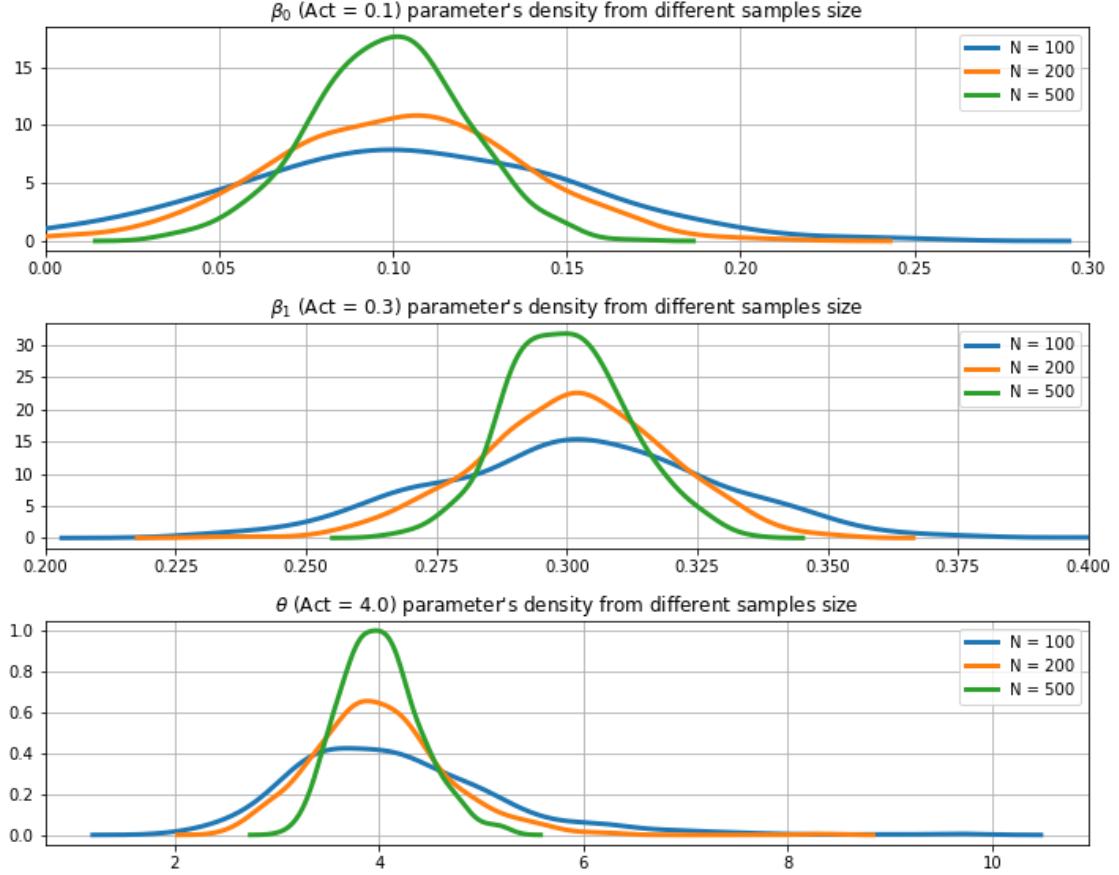 β₀ (Act = 0.1) parameter's density from different samples size
15
10
5
0
N = 100
N = 200
N = 500
0.00 0.05 0.10 0.15 0.20 0.25 0.30
β₁ (Act = 0.3) parameter's density from different samples size
30
25
20
15
10
5
0
N = 100
N = 200
N = 500
0.200 0.225 0.250 0.275 0.300 0.325 0.350 0.375 0.400
θ (Act = 4.0) parameter's density from different samples size
1.0
0.8
0.6
0.4
0.2
0.0
N = 100
N = 200
N = 500
2 4 6 8 10